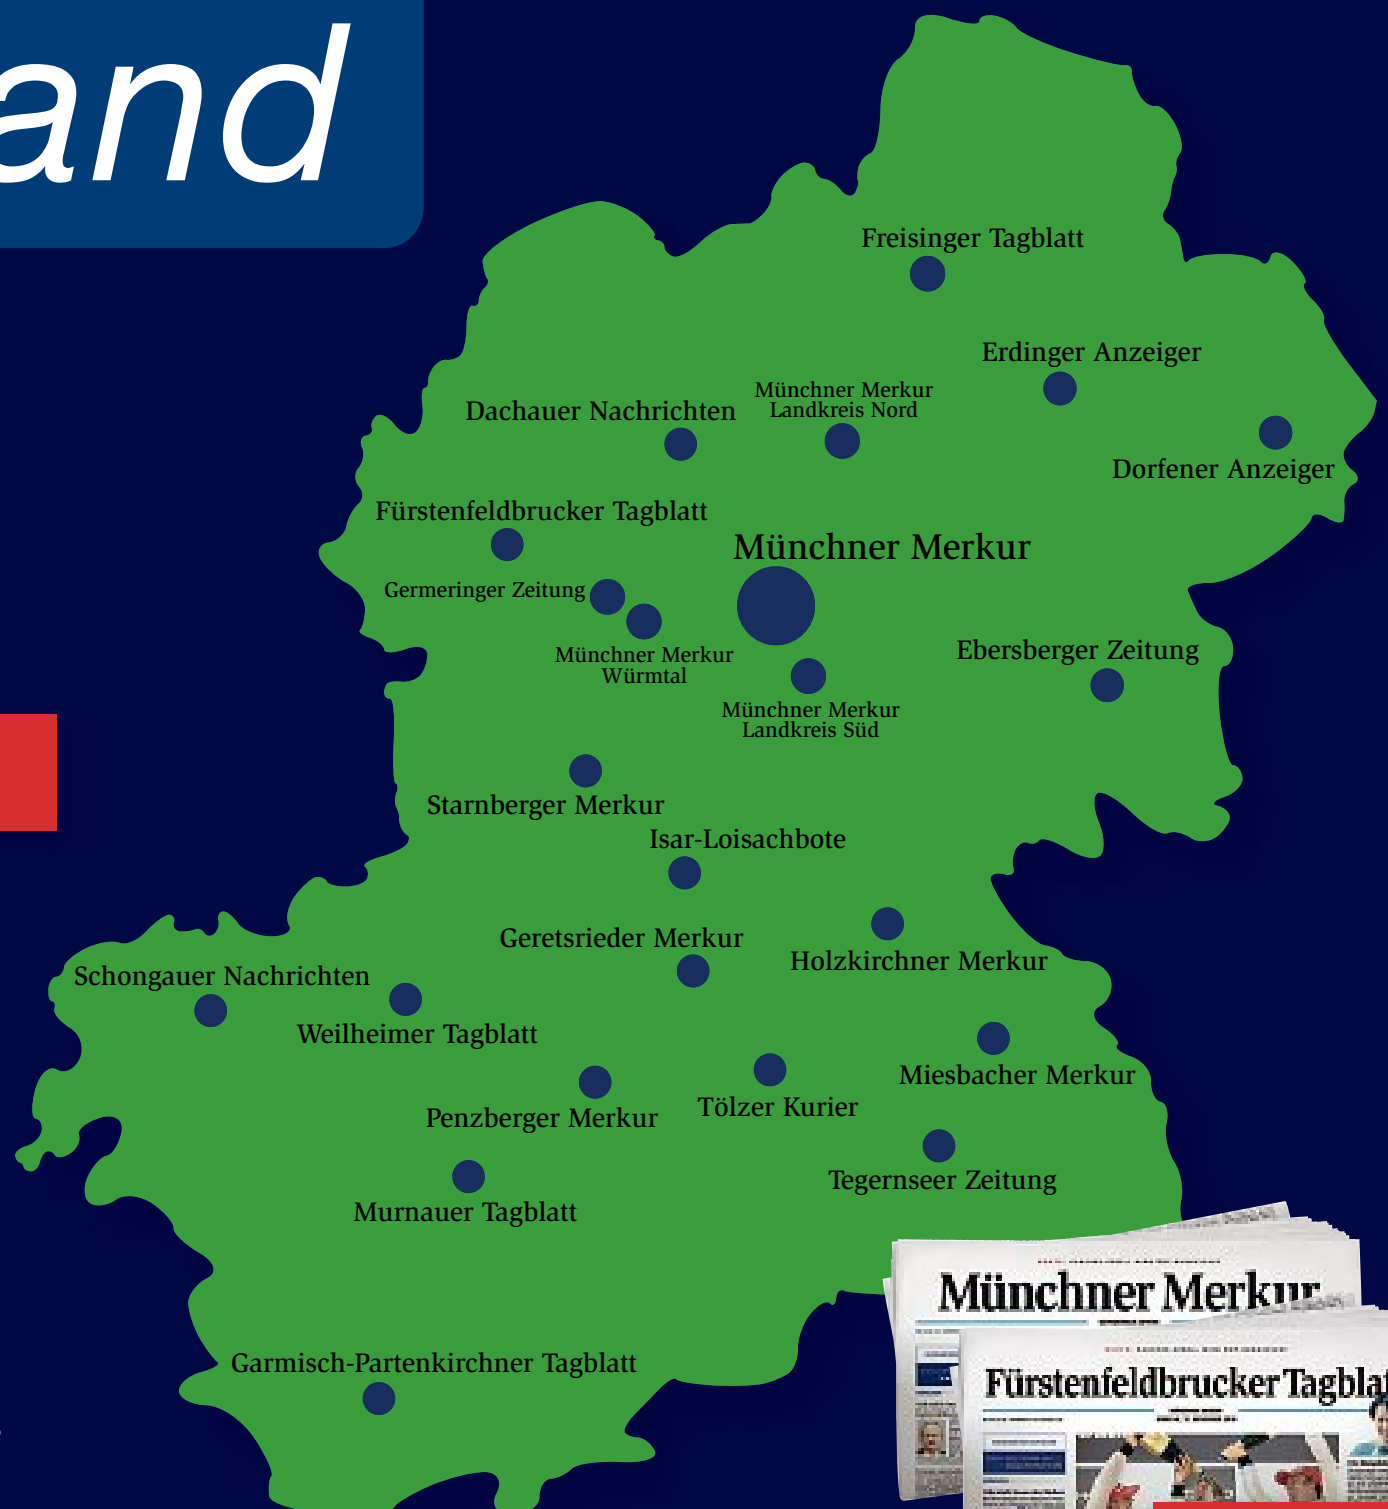 and
Freisinger Tagblatt
Erdinger Anzeiger
Münchner Merkur
Landkreis Nord
Dachauer Nachrichten
Dorfener Anzeiger
Fürstenfeldbrucker Tagblatt
Münchner Merkur
Germeringer Zeitung
Münchner Merkur
Würmtal
Ebersberger Zeitung
Münchner Merkur
Landkreis Süd
Starnberger Merkur
Isar-Loisachbote
Geretsrieder Merkur
Holzkirchner Merkur
Schongauer Nachrichten
Weilheimer Tagblatt
Miesbacher Merkur
Tölzer Kurier
Penzberger Merkur
Tegernseer Zeitung
Murnauer Tagblatt
Garmisch-Partenkirchner Tagblatt
Münchner Merkur
Fürstenfeldbrucker Tagblat